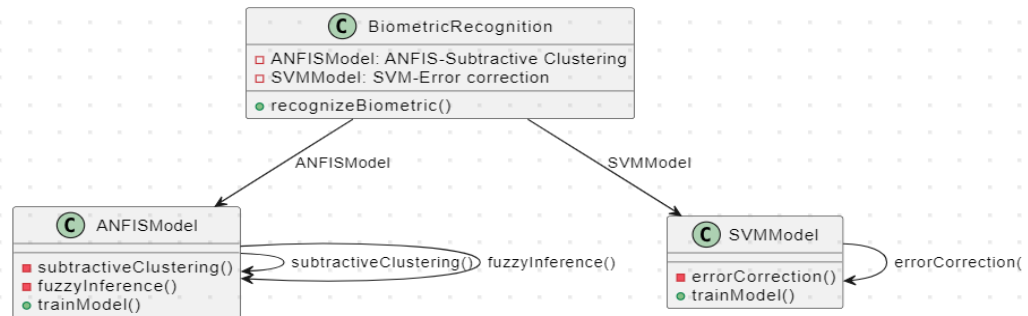 C BiometricRecognition
ANFISModel: ANFIS-Subtractive Clustering
SVMModel: SVM-Error correction
recognizeBiometric()
ANFISModel
SVMModel
C ANFISModel
subtractiveClustering()
fuzzyInference()
trainModel()
subtractiveClustering()
fuzzyInference()
C SVMModel
errorCorrection()
trainModel()
errorCorrection(